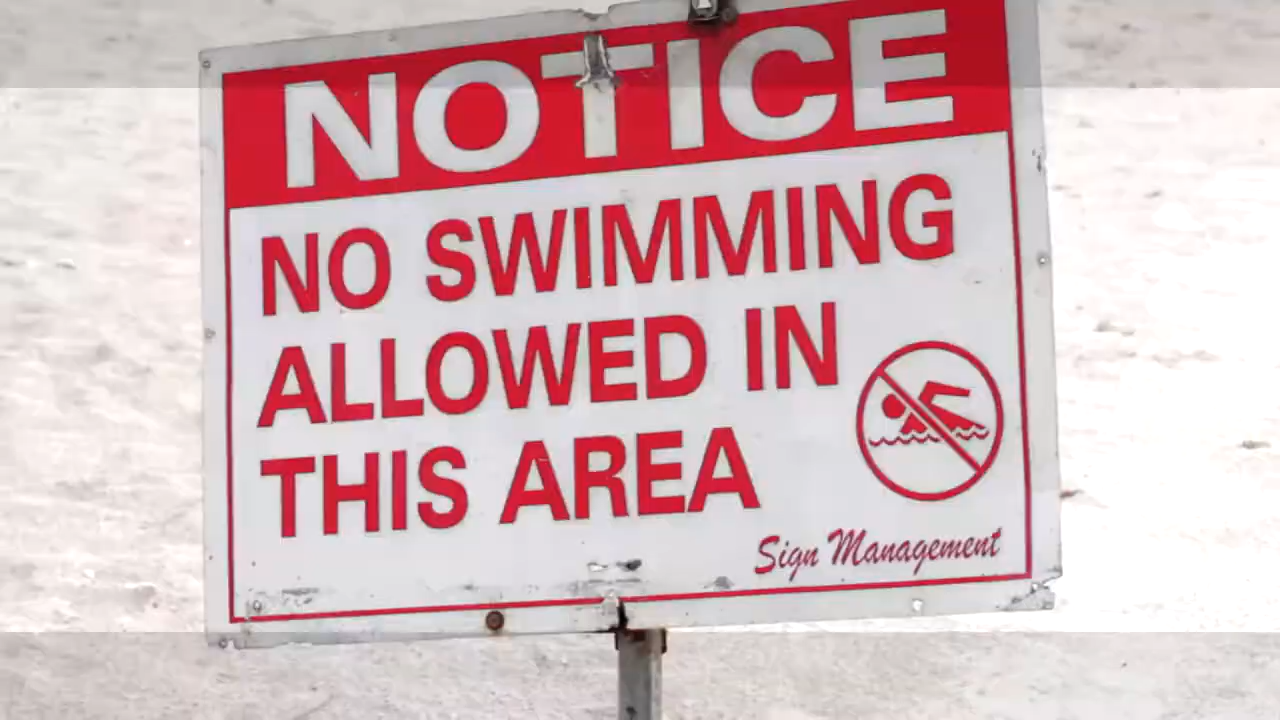 NOTICE
NO SWIMMING
ALLOWED IN
THIS AREA
Sign Management